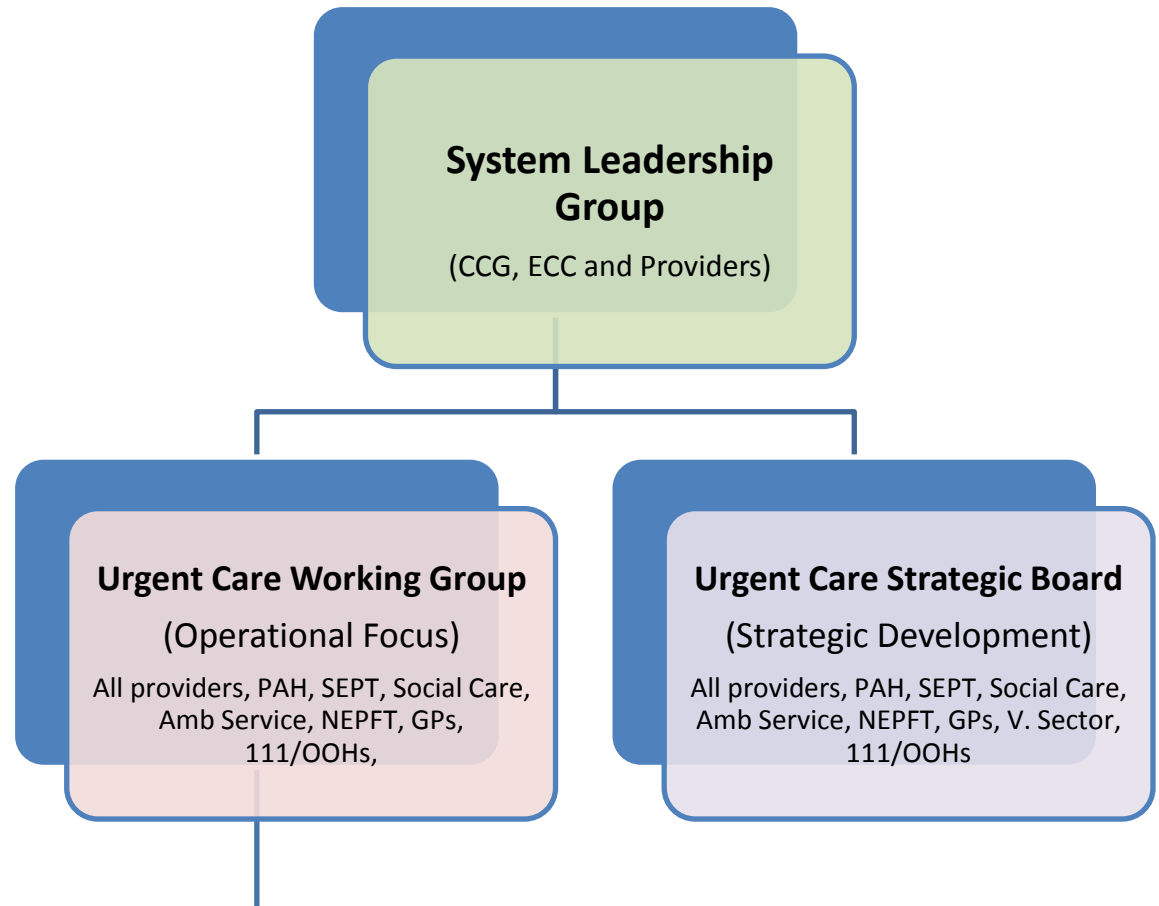 System Leadership
Group
(CCG, ECC and Providers)
Urgent Care Working Group
(Operational Focus)
All providers, PAH, SEPT, Social Care,
Amb Service, NEPFT, GPs,
111/OOHs,
Urgent Care Strategic Board
(Strategic Development)
All providers, PAH, SEPT, Social Care,
Amb Service, NEPFT, GPs, V. Sector,
111/OOHs